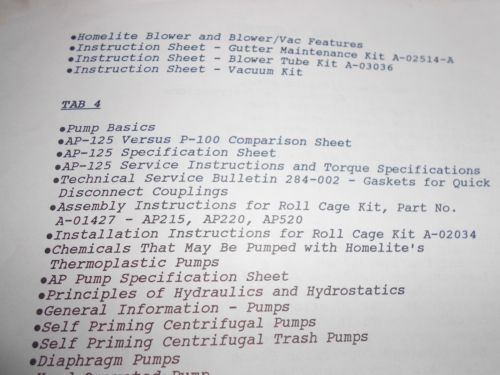 •Homelite Blower and Blower/Vac Features
•Instruction Sheet - Gutter Maintenance Kit A-02514-A
•Instruction Sheet - Blower Tube Kit A-03036
•Instruction Sheet - Vacuum Kit
TAB 4
•Pump Basics
•AP-125 Versus P-100 Comparison Sheet
•AP-125 Specification Sheet
•AP-125 Service Instructions and Torque Specifications
•Technical Service Bulletin 284-002 - Gaskets for Quick
Disconnect Couplings
•Assembly Instructions for Roll Cage Kit, Part No.
A-01427 - AP215, AP220, AP520
•Installation Instructions for Roll Cage Kit A-02034
•Chemicals That May Be Pumped with Homelite's
Thermoplastic Pumps
•AP Pump Specification Sheet
•Principles of Hydraulics and Hydrostatics
•General Information - Pumps
•Self Priming Centrifugal Pumps
•Self Priming Centrifugal Trash Pumps
•Diaphragm Pumps